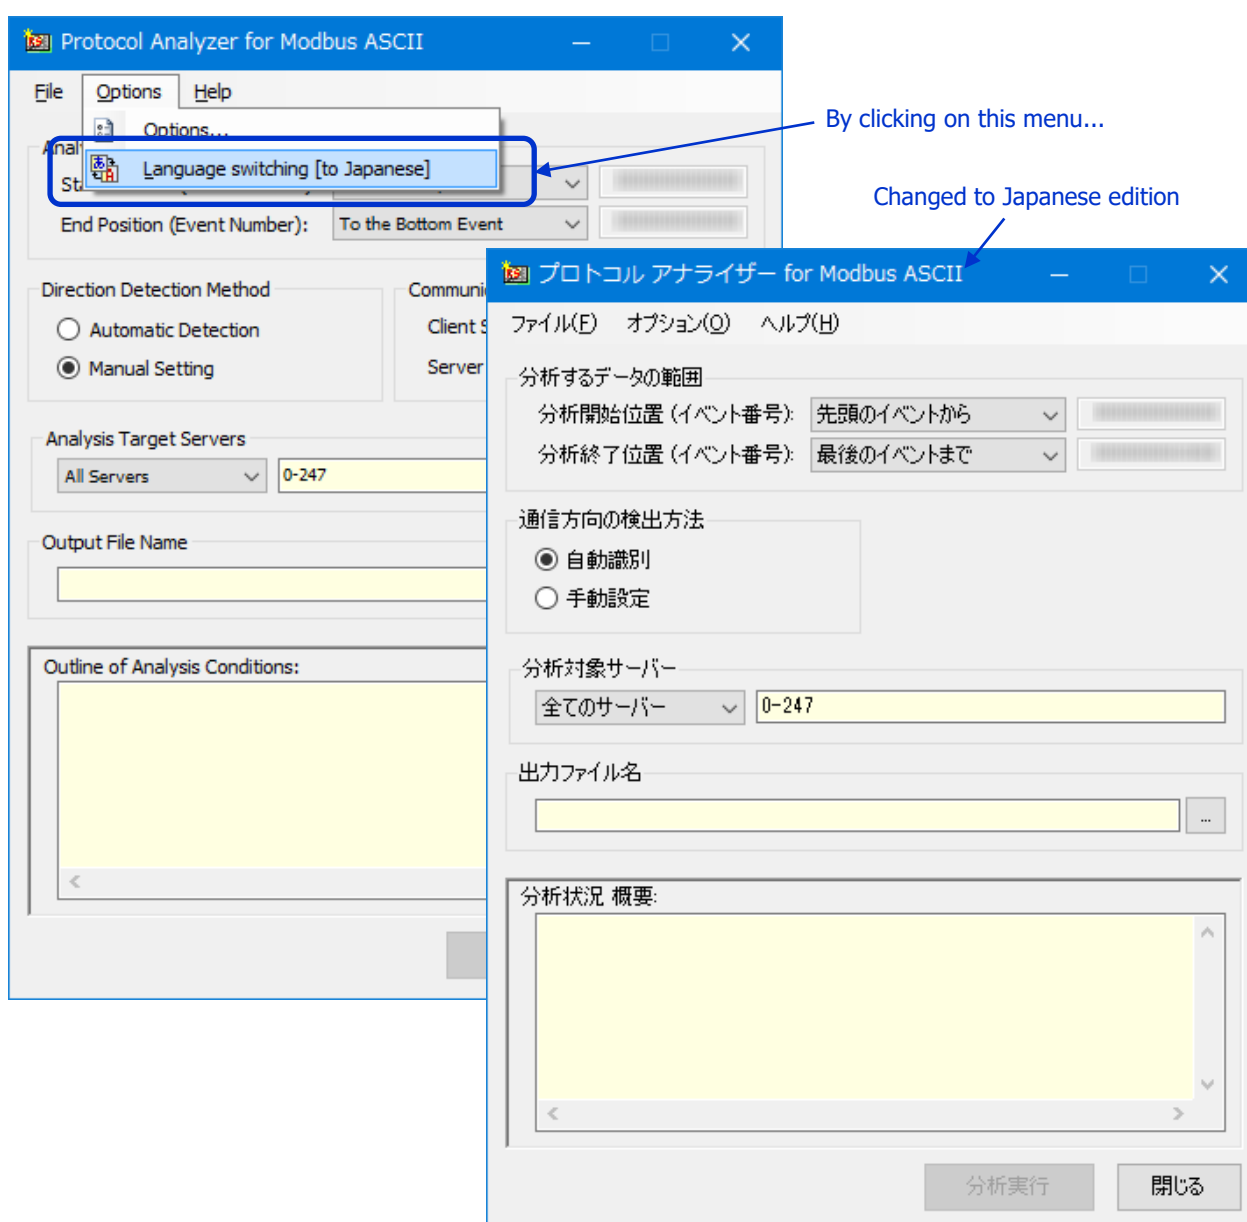 Protocol Analyzer for Modbus ASCII
File Options Help
Options...
Language switching [to Japanese]
End Position (Event Number): To the Bottom Event
Direction Detection Method
Automatic Detection
Manual Setting
Communi
Client S
Server
Analysis Target Servers
All Servers 0-247
Output File Name
Outline of Analysis Conditions:
By clicking on this menu...
Changed to Japanese edition
プロトコル アナライザー for Modbus ASCII
ファイル(F) オプション(O) ヘルプ(H)
分析するデータの範囲
分析開始位置 (イベント番号): 先頭のイベントから
分析終了位置 (イベント番号): 最後のイベントまで
通信方向の検出方法
自動識別
手動設定
分析対象サーバー
全てのサーバー 0-247
出力ファイル名
...
分析状況 概要:
分析実行 閉じる